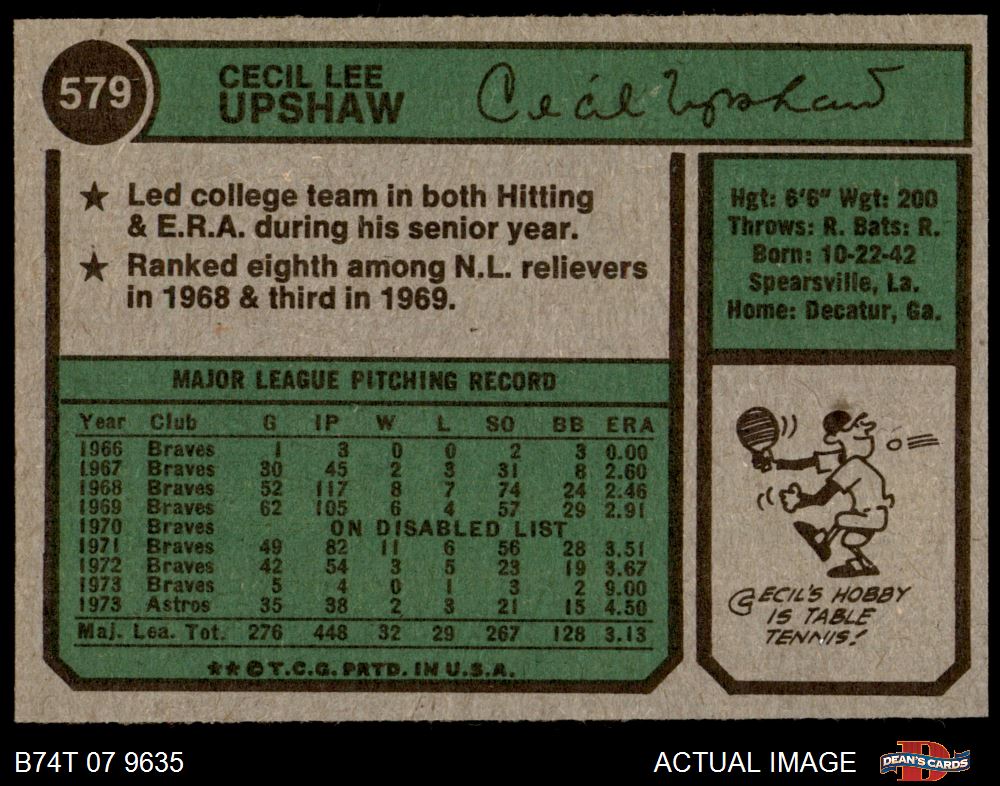 579
CECIL LEE
UPSHAW
Cecil Upshaw
★ Led college team in both Hitting
& E.R.A. during his senior year.
★ Ranked eighth among N.L. relievers
in 1968 & third in 1969.
Hgt: 6'6" Wgt: 200
Throws: R. Bats: R.
Born: 10-22-42
Spearsville, La.
Home: Decatur, Ga.
MAJOR LEAGUE PITCHING RECORD
Year Club G IP W L SO BB ERA
1966 Braves 1 3 0 0 2 3 0.00
1967 Braves 30 45 2 3 31 8 2.60
1968 Braves 52 117 8 7 74 24 2.46
1969 Braves 62 105 6 4 57 29 2.91
1970 Braves ON DISABLED LIST
1971 Braves 49 82 11 6 56 28 3.51
1972 Braves 42 54 3 5 23 19 3.67
1973 Braves 5 4 0 1 3 2 9.00
1973 Astros 35 38 2 3 21 15 4.50
Maj. Lea. Tot. 276 448 32 29 267 128 3.13
★★ © T.C.G. PRTD. IN U.S.A.
CECIL'S HOBBY
IS TABLE
TENNIS!
B74T 07 9635
ACTUAL IMAGE
D
DEAN'S CARDS